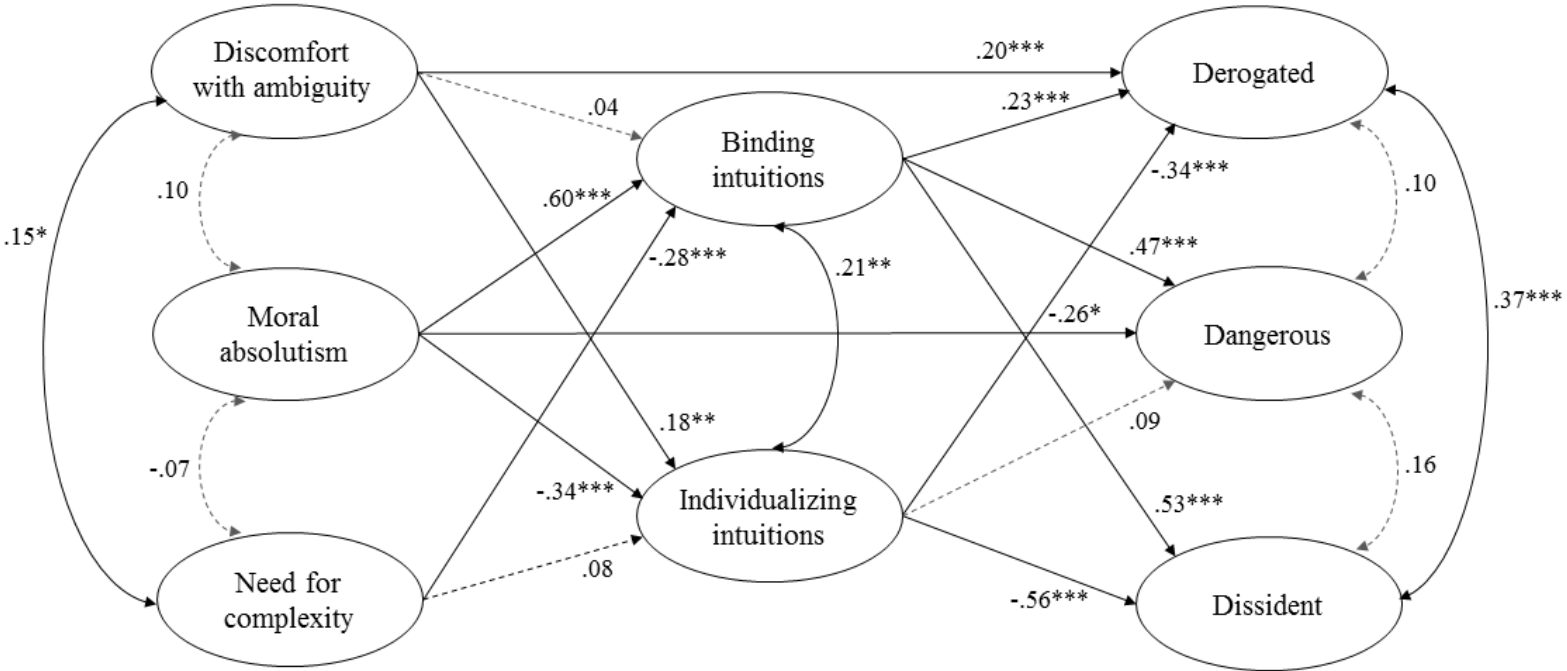 Discomfort
with ambiguity
.20***
Derogated
.04
.23***
Binding
intuitions
.10
.60***
-.34***
.10
.15*
-.28***
.21**
.47***
.37***
Moral
absolutism
-.26*
Dangerous
-.07
.18**
.09
.16
-.34***
Individualizing
intuitions
.53***
Need for
complexity
.08
-.56***
Dissident